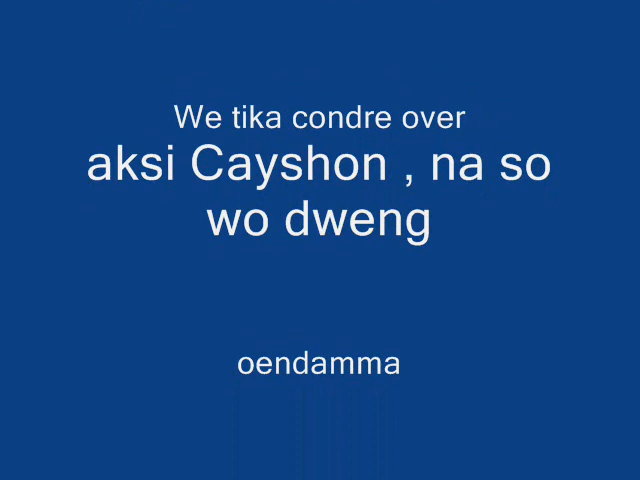 We tika condre over
aksi Cayshon , na so
wo dweng
oendamma